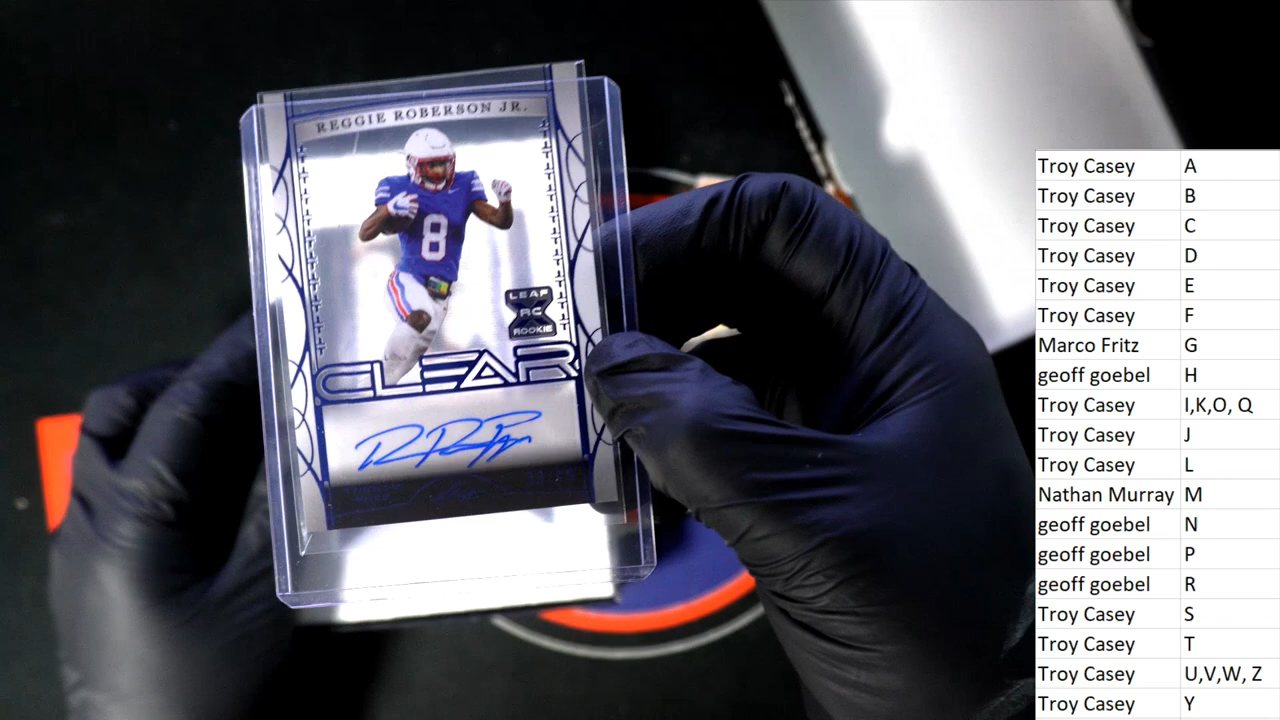 REGGIE ROBERSON JR.
8
LEAF
RC
ROOKIE
CLEAR
Troy Casey A
Troy Casey B
Troy Casey C
Troy Casey D
Troy Casey E
Troy Casey F
Marco Fritz G
geoff goebel H
Troy Casey I,K,O, Q
Troy Casey J
Troy Casey L
Nathan Murray M
geoff goebel N
geoff goebel P
geoff goebel R
Troy Casey S
Troy Casey T
Troy Casey U,V,W, Z
Troy Casey Y